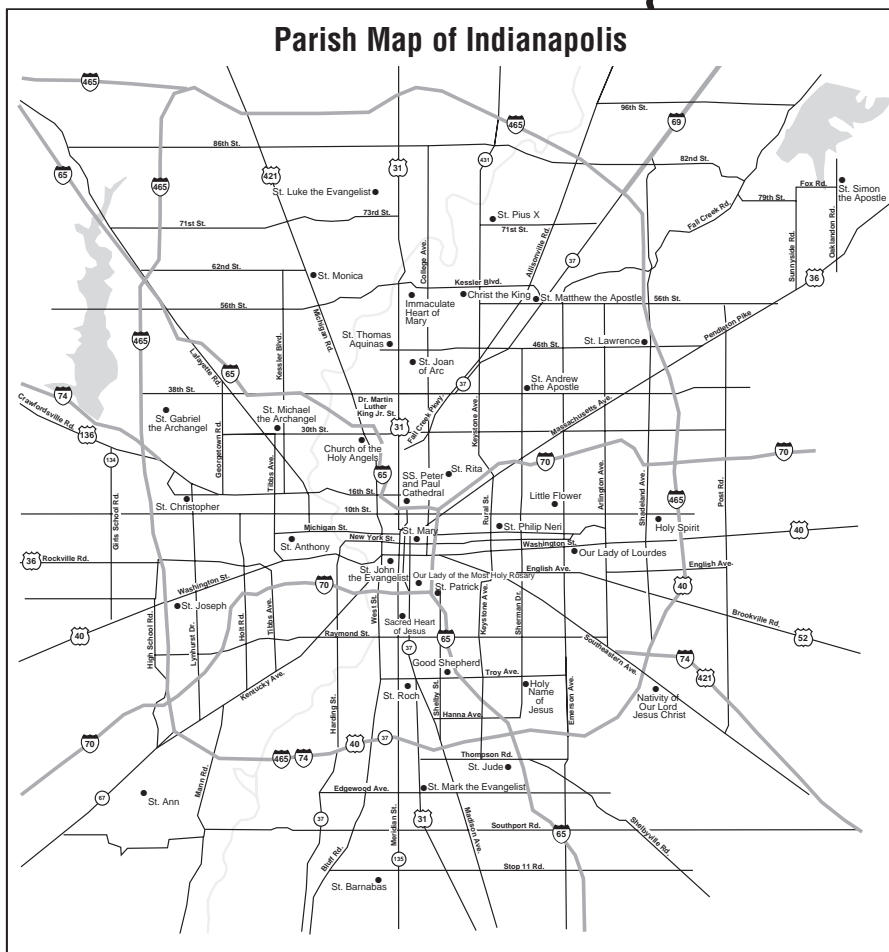 Parish Map of Indianapolis
465
96th St.
465
69
86th St.
431
82nd St.
65
465
421
31
Fox Rd.
St. Simon
the Apostle
St. Luke the Evangelist
79th St.
Fall Creek Rd.
73rd St.
St. Pius X
71st St.
71st St.
Allisonville Rd.
College Ave.
Sunnyside Rd.
Oaklandon Rd.
37
62nd St.
St. Monica
36
Kessler Blvd.
Christ the King
St. Matthew the Apostle
56th St.
56th St.
Immaculate
Heart of
Mary
Michigan Rd.
Pendleton Pike
465
Kessler Blvd.
St. Thomas
Aquinas
46th St.
St. Lawrence
Lafayette Rd.
65
St. Joan
of Arc
37
St. Andrew
the Apostle
74
38th St.
Crawfordsville Rd.
Dr. Martin
Luther
King Jr. St.
Massachusetts Ave.
136
St. Gabriel
the Archangel
St. Michael
the Archangel
30th St.
31
Fall Creek Pkwy.
Keystone Ave.
Georgetown Rd.
Church of the
Holy Angels
134
Tibbs Ave.
65
St. Rita
70
70
SS. Peter
and Paul
Cathedral
Little Flower
Arlington Ave.
Shadeland Ave.
Post Rd.
465
16th St.
St. Christopher
10th St.
Girls School Rd.
Rural St.
Holy Spirit
Michigan St.
St. Mary
St. Philip Neri
40
New York St.
Washington St.
St. Anthony
Our Lady of Lourdes
36
Rockville Rd.
St. John
the Evangelist
Our Lady of the Most Holy Rosary
English Ave.
English Ave.
Washington St.
70
St. Patrick
40
St. Joseph
Tibbs Ave.
West St.
Keystone Ave.
Sherman Dr.
Brookville Rd.
Holt Rd.
Sacred Heart
of Jesus
40
High School Rd.
Lynhurst Dr.
Raymond St.
65
52
37
Southeastern Ave.
74
Good Shepherd
421
Kentucky Ave.
Troy Ave.
St. Roch
Shelby St.
Holy
Name
of
Jesus
Emerson Ave.
Nativity of
Our Lord
Jesus Christ
Harding St.
Hanna Ave.
70
40
37
465
74
Thompson Rd.
Mann Rd.
St. Jude
67
St. Ann
Edgewood Ave.
St. Mark the Evangelist
37
Meridian St.
31
Madison Ave.
Southport Rd.
65
Shelbyville Rd.
Bluff Rd.
135
Stop 11 Rd.
St. Barnabas